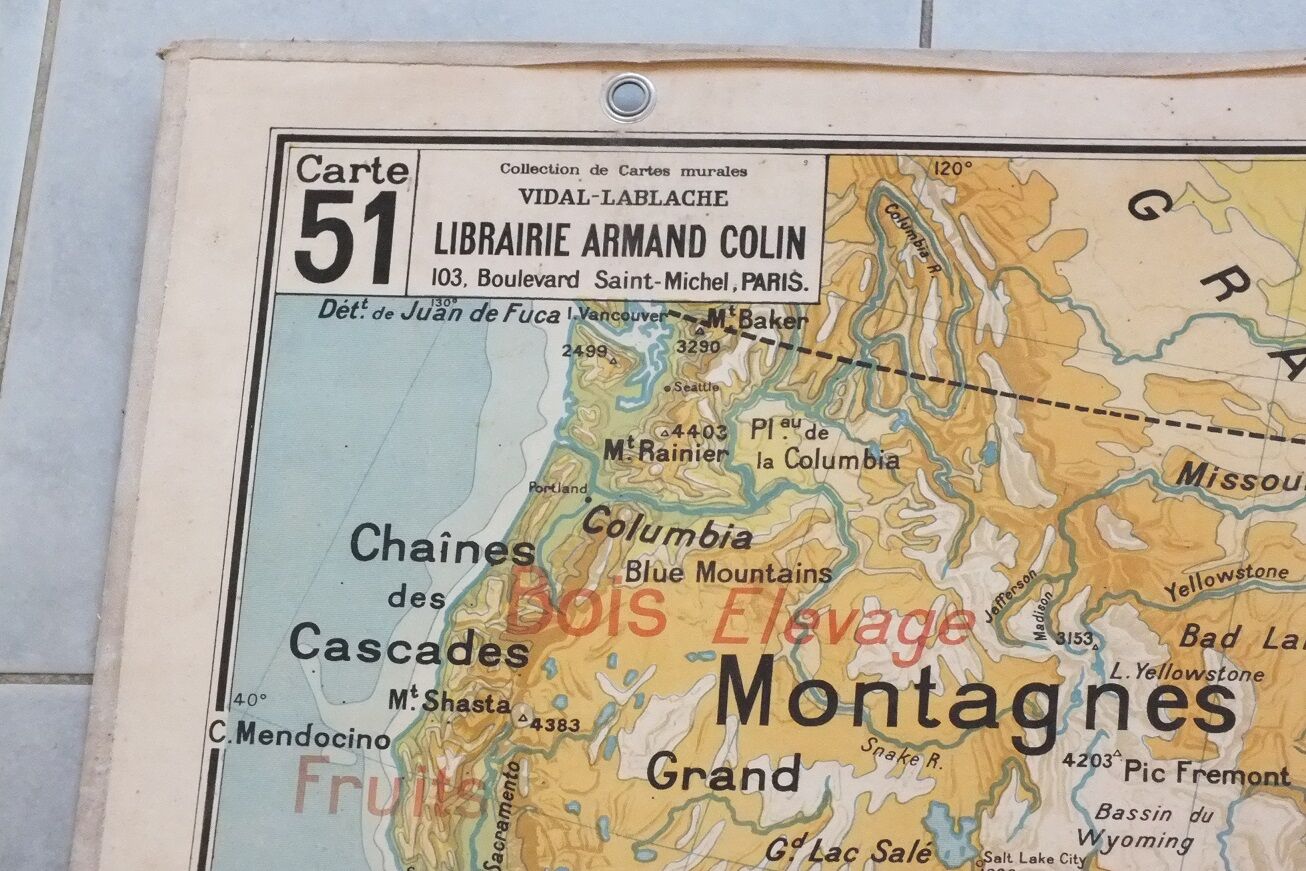 Carte
51
Collection de Cartes murales
VIDAL-LABLACHE
LIBRAIRIE ARMAND COLIN
103, Boulevard Saint-Michel, PARIS.
120°
G
R
A
Columbia R.
130°
Dét.t de Juan de Fuca
I. Vancouver
Mt Baker
2499
3290
Seattle
4403
Mt. Rainier
Pl.au de
la Columbia
Missou
Portland
Columbia
Chaînes
des
Cascades
Blue Mountains
Bois
Elevage
Jefferson
Madison
Yellowstone
3153
Bad La
L. Yellowstone
Montagnes
40°
Mt. Shasta
4383
C. Mendocino
Fruits
Sacramento
Grand
Snake R.
4203
Pic Fremont
Bassin du
Wyoming
Gd Lac Salé
Salt Lake City